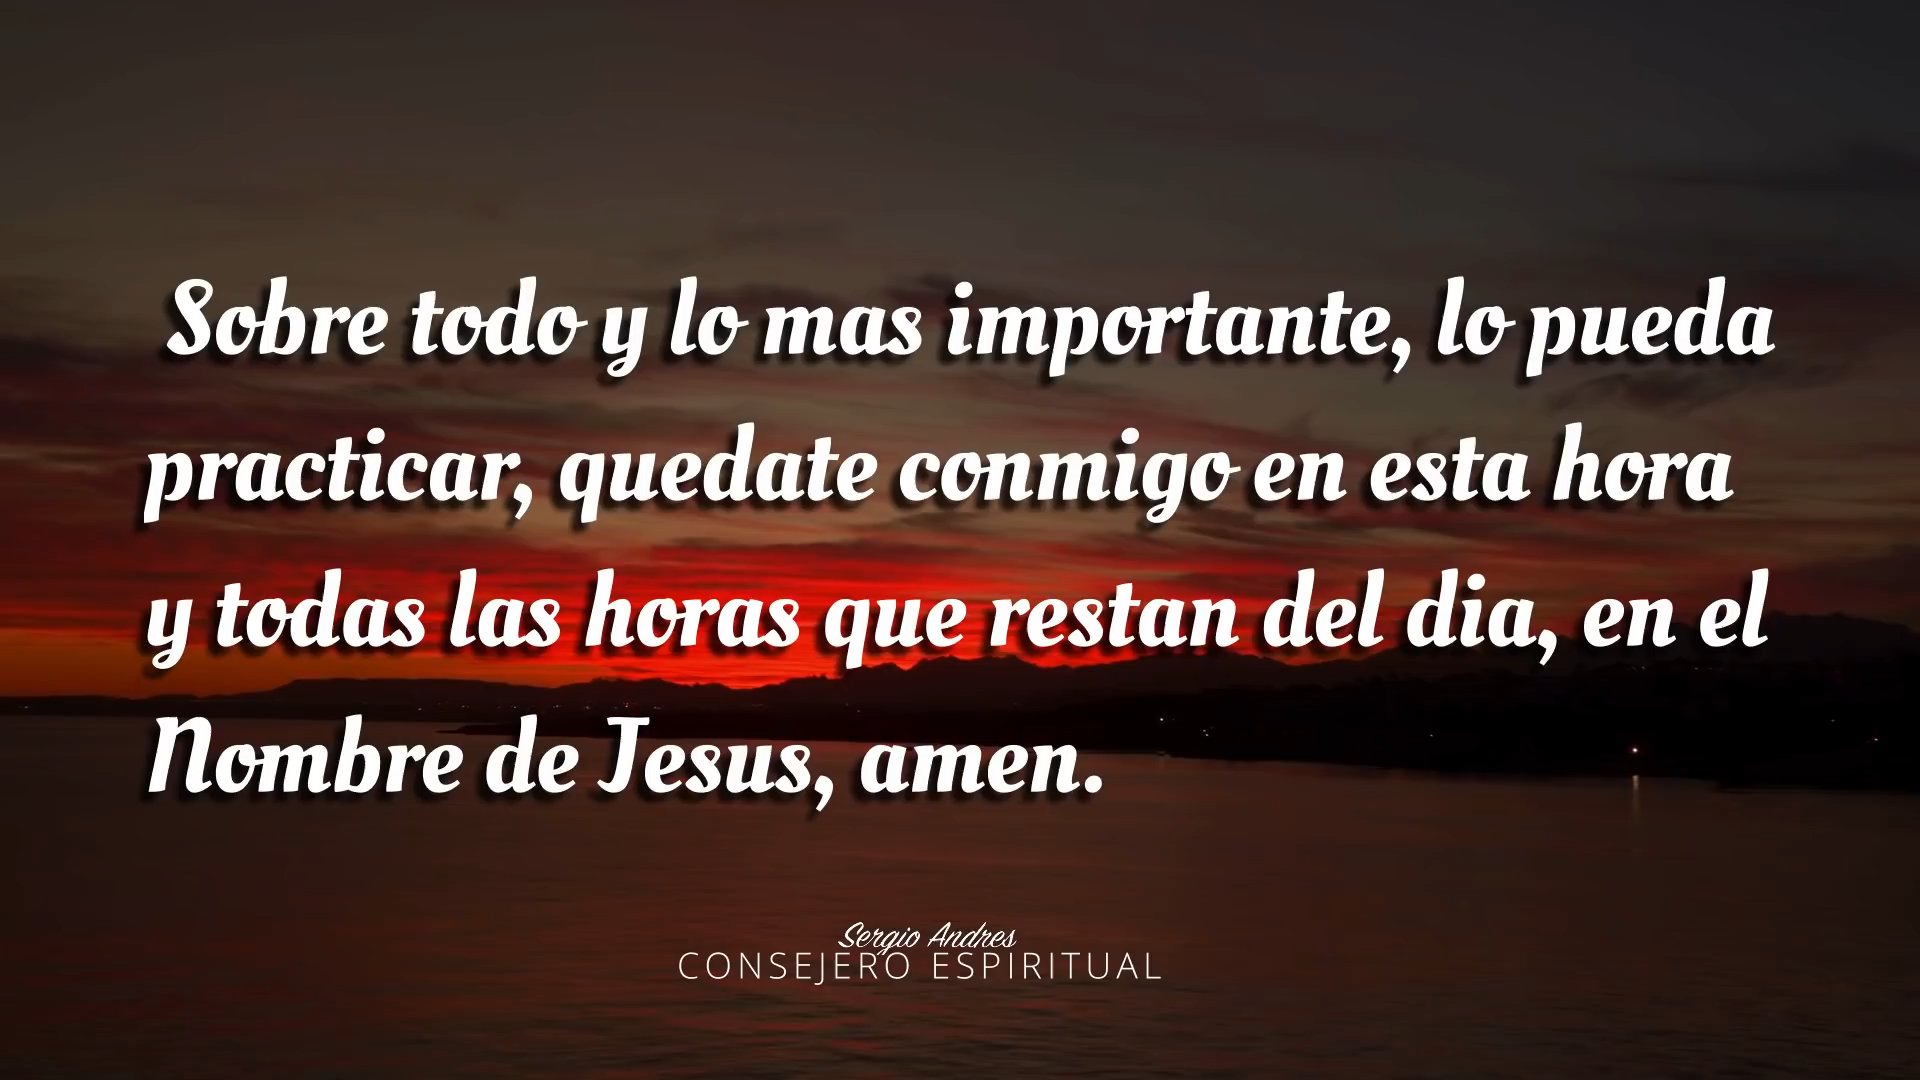 Sobre todo y lo mas importante, lo pueda
practicar, quedate conmigo en esta hora
y todas las horas que restan del dia, en el
Nombre de Jesus, amen.
Sergio Andres
CONSEJERO ESPIRITUAL